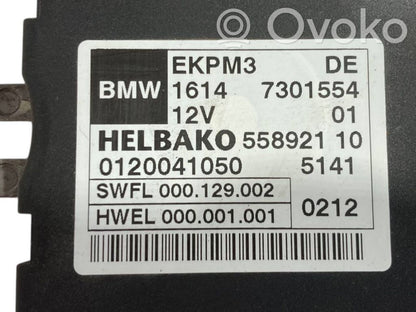 Ovoko
EKPM3 DE
BMW 1614 7301554
12V 01
HELBAKO 558921 10
0120041050 5141
SWFL 000.129.002
HWEL 000.001.001 0212